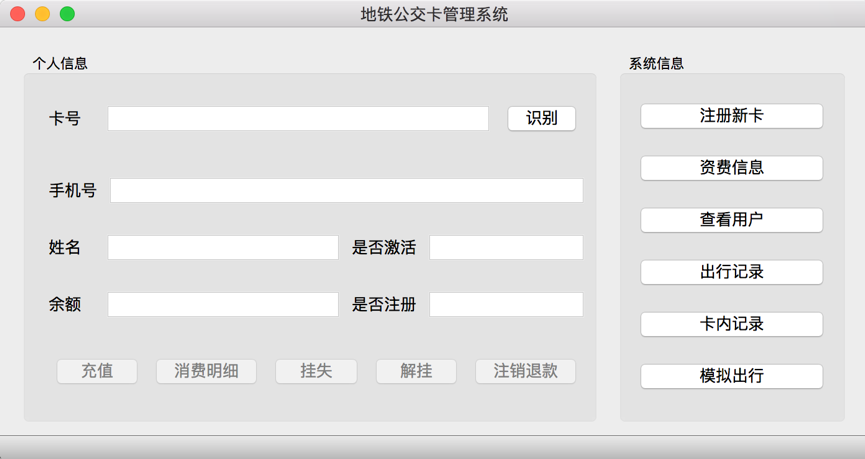 地铁公交卡管理系统
个人信息
卡号 识别
手机号
姓名 是否激活
余额 是否注册
充值 消费明细 挂失 解挂 注销退款
系统信息
注册新卡
资费信息
查看用户
出行记录
卡内记录
模拟出行